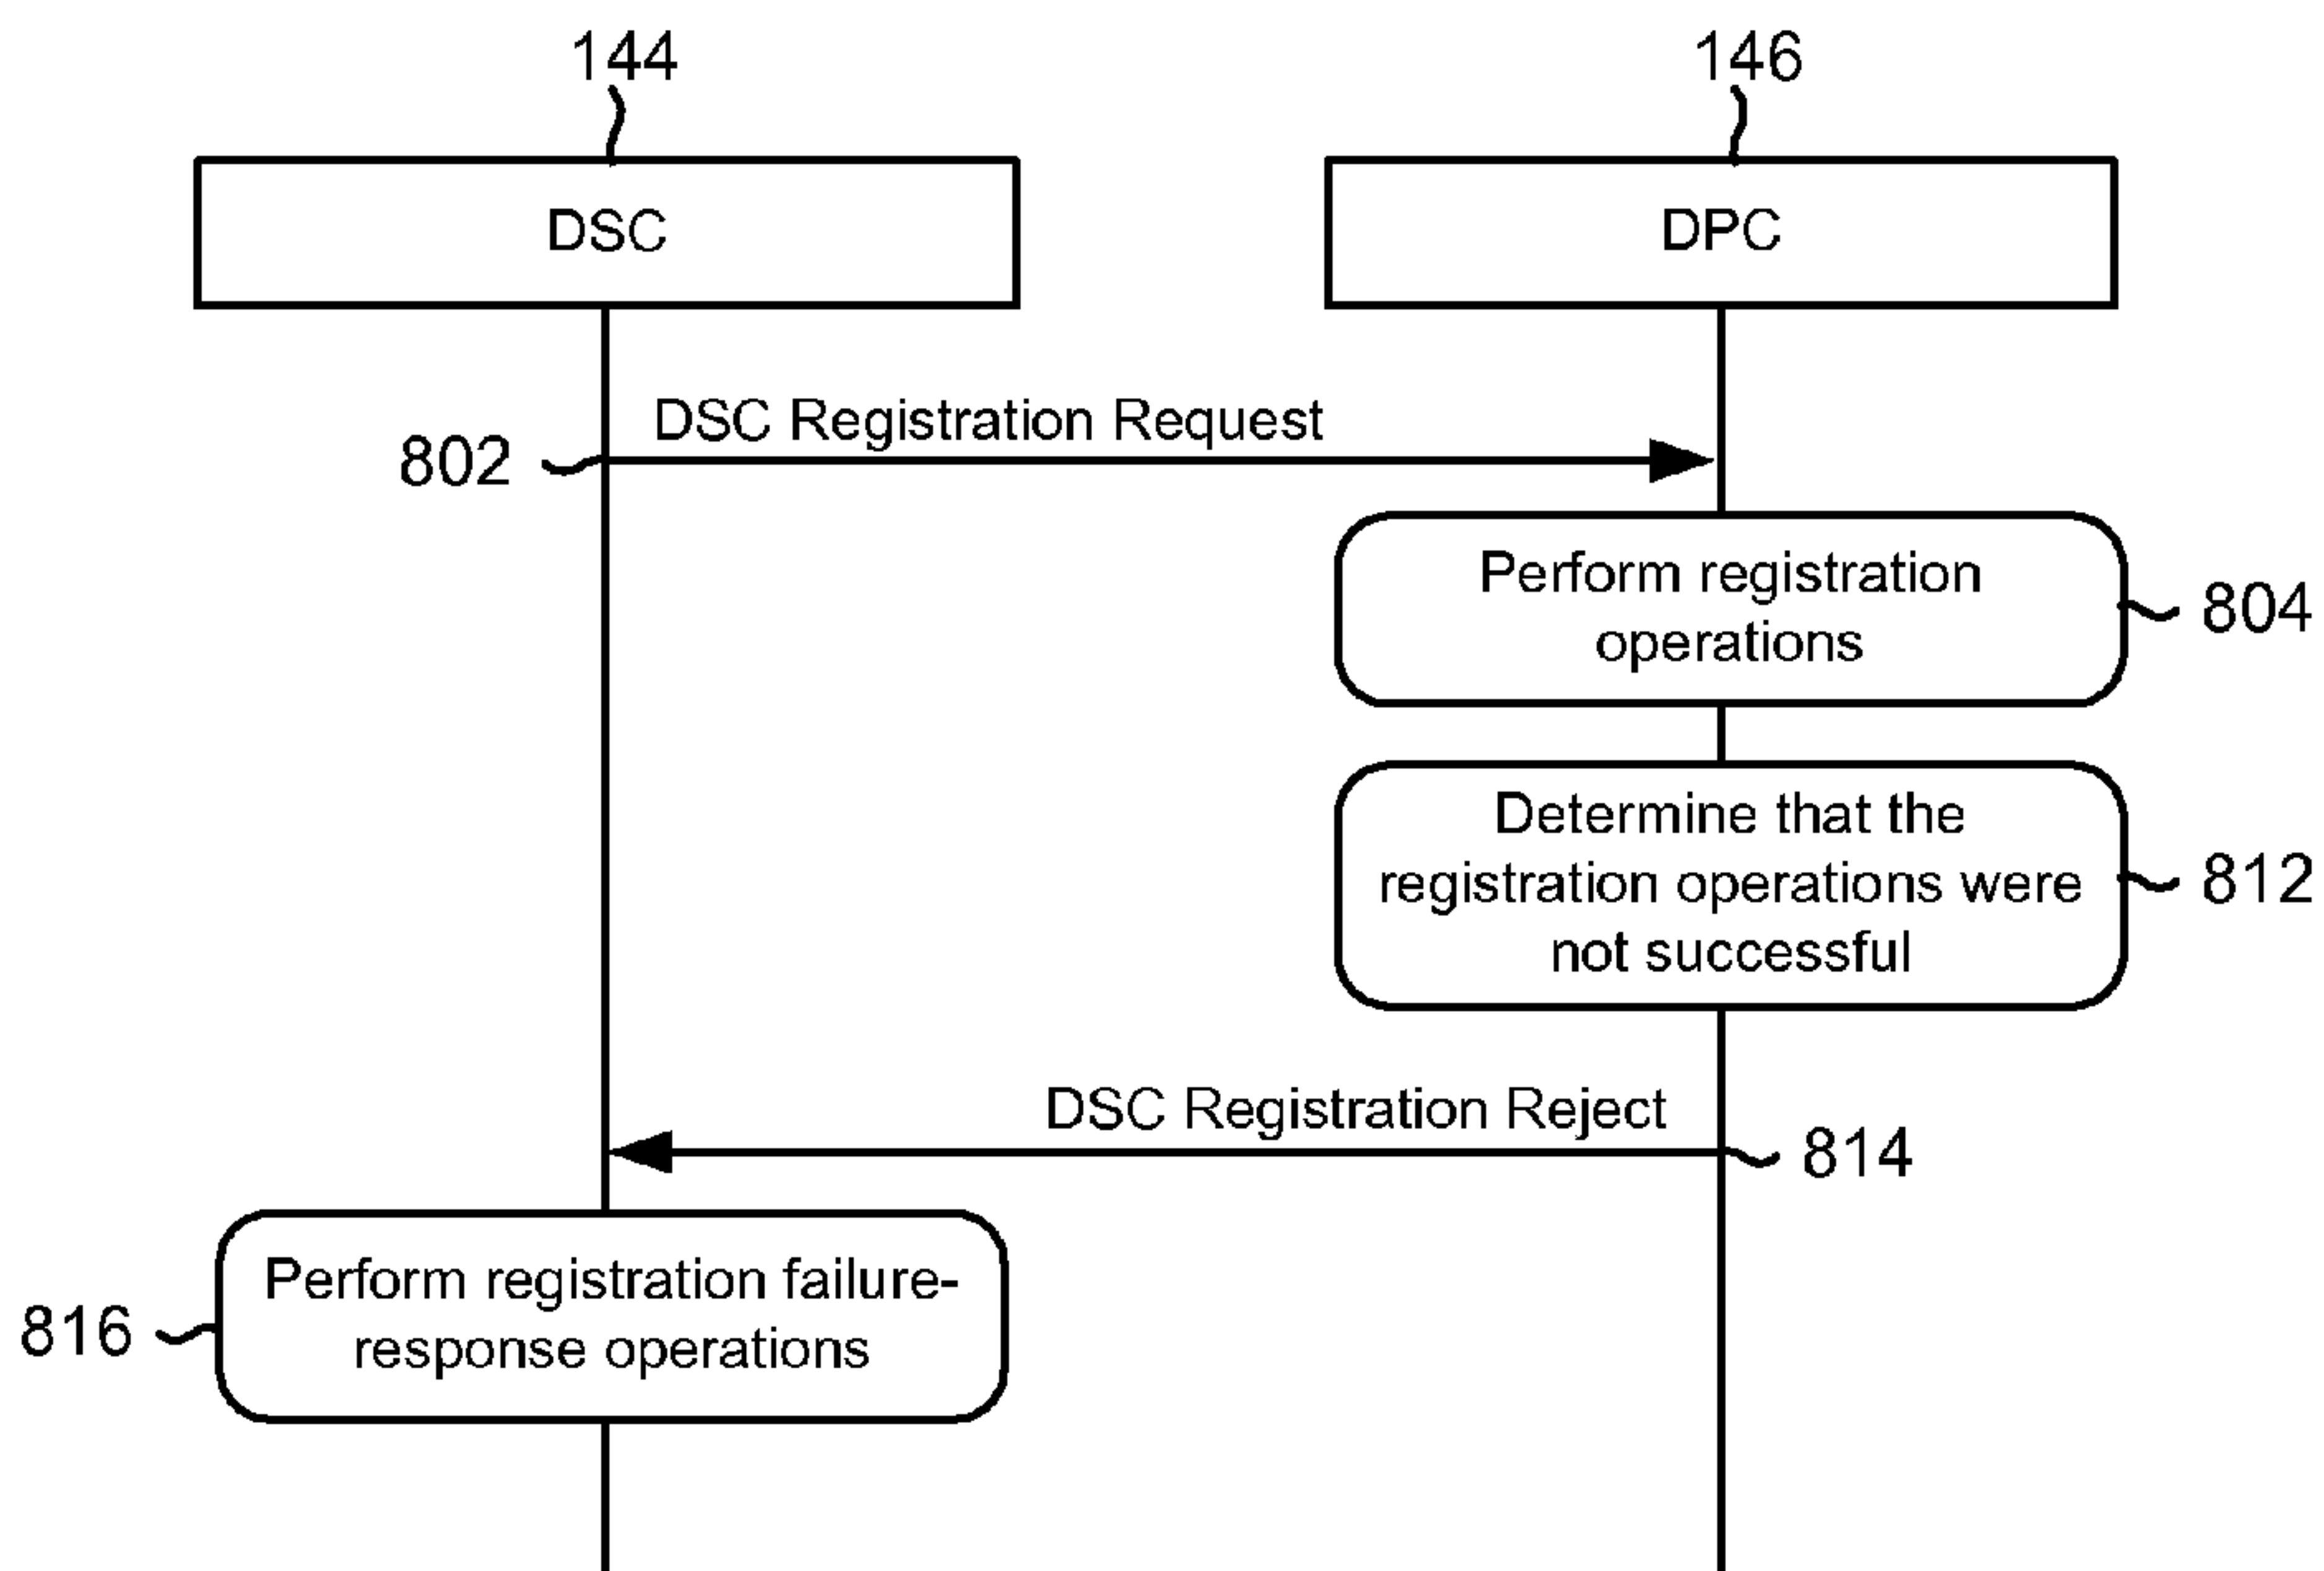 144
146
DSC
DPC
DSC Registration Request
802
Perform registration
operations
804
Determine that the
registration operations were
not successful
812
DSC Registration Reject
814
Perform registration failure-
response operations
816